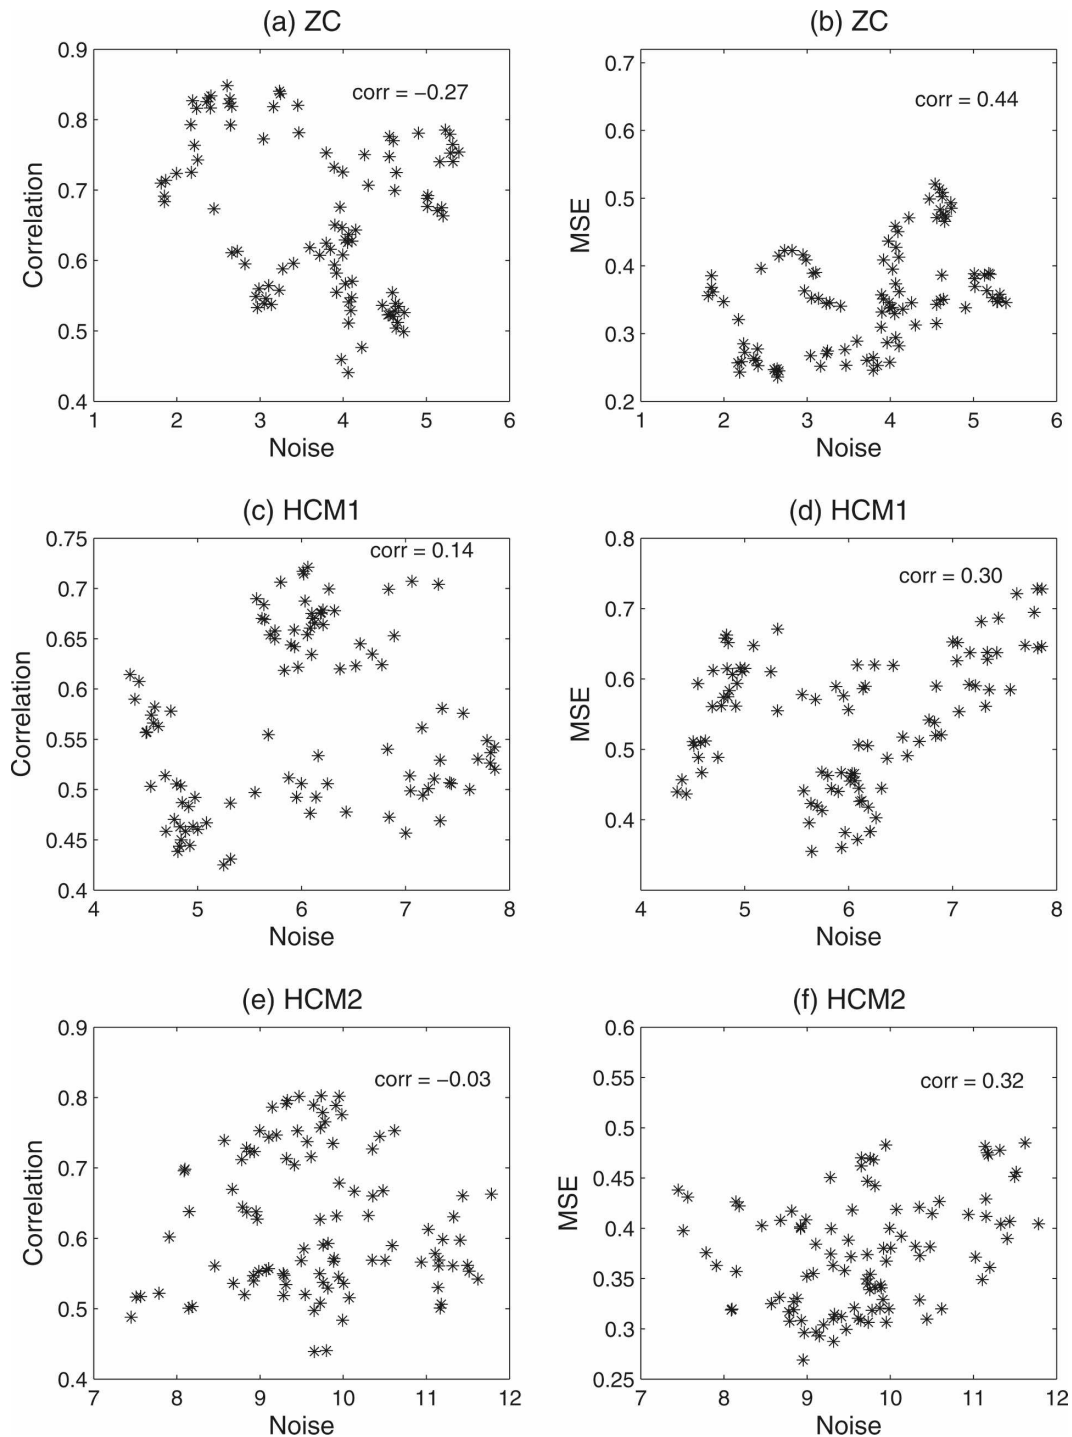 (a) ZC
0.9
0.8
0.7
0.6
0.5
0.4
Correlation
corr = −0.27
1 2 3 4 5 6
Noise
(b) ZC
0.7
0.6
0.5
0.4
0.3
0.2
MSE
corr = 0.44
1 2 3 4 5 6
Noise
(c) HCM1
0.75
0.7
0.65
0.6
0.55
0.5
0.45
0.4
Correlation
corr = 0.14
4 5 6 7 8
Noise
(d) HCM1
0.8
0.7
0.6
0.5
0.4
MSE
corr = 0.30
4 5 6 7 8
Noise
(e) HCM2
0.9
0.8
0.7
0.6
0.5
0.4
Correlation
corr = −0.03
7 8 9 10 11 12
Noise
(f) HCM2
0.6
0.55
0.5
0.45
0.4
0.35
0.3
0.25
MSE
corr = 0.32
7 8 9 10 11 12
Noise